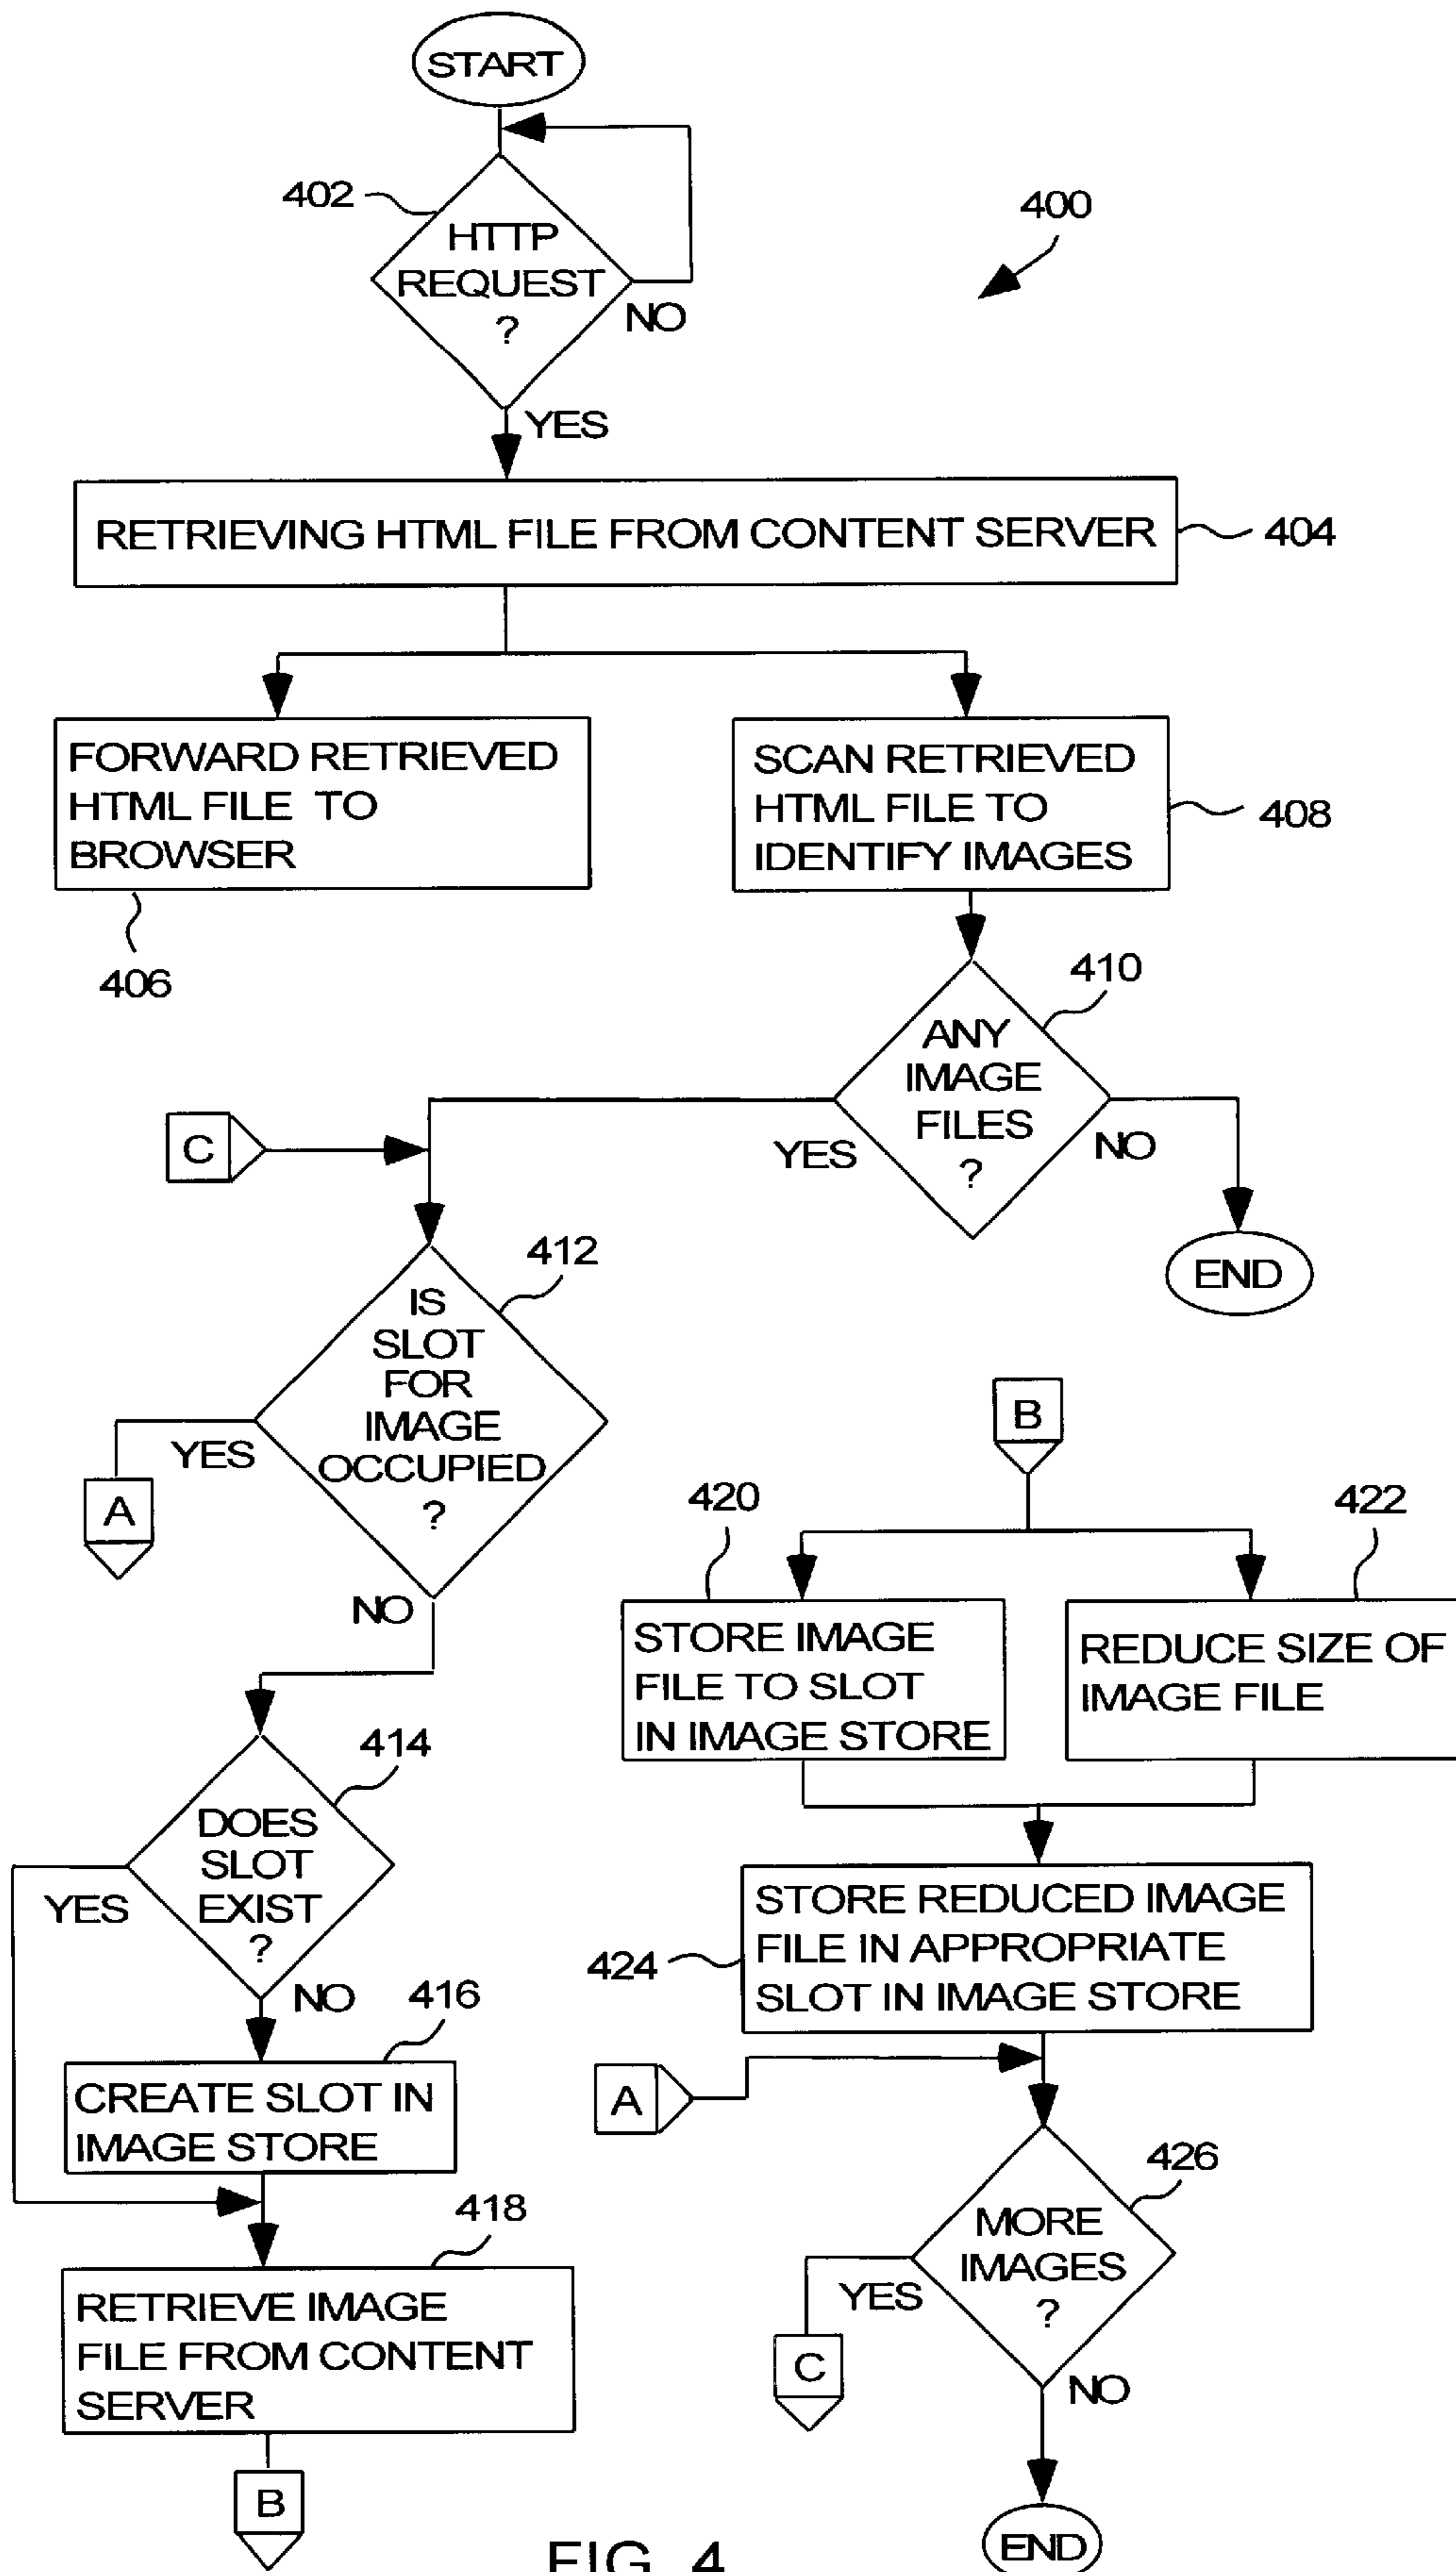 START
402
HTTP
REQUEST
?
NO
YES
400
RETRIEVING HTML FILE FROM CONTENT SERVER
404
FORWARD RETRIEVED
HTML FILE TO
BROWSER
406
SCAN RETRIEVED
HTML FILE TO
IDENTIFY IMAGES
408
410
ANY
IMAGE
FILES
?
YES
NO
END
C
412
IS
SLOT
FOR
IMAGE
OCCUPIED
?
YES
A
NO
414
DOES
SLOT
EXIST
?
YES
NO
416
CREATE SLOT IN
IMAGE STORE
418
RETRIEVE IMAGE
FILE FROM CONTENT
SERVER
B
B
420
STORE IMAGE
FILE TO SLOT
IN IMAGE STORE
422
REDUCE SIZE OF
IMAGE FILE
424
STORE REDUCED IMAGE
FILE IN APPROPRIATE
SLOT IN IMAGE STORE
A
426
MORE
IMAGES
?
YES
C
NO
END
FIG. 4